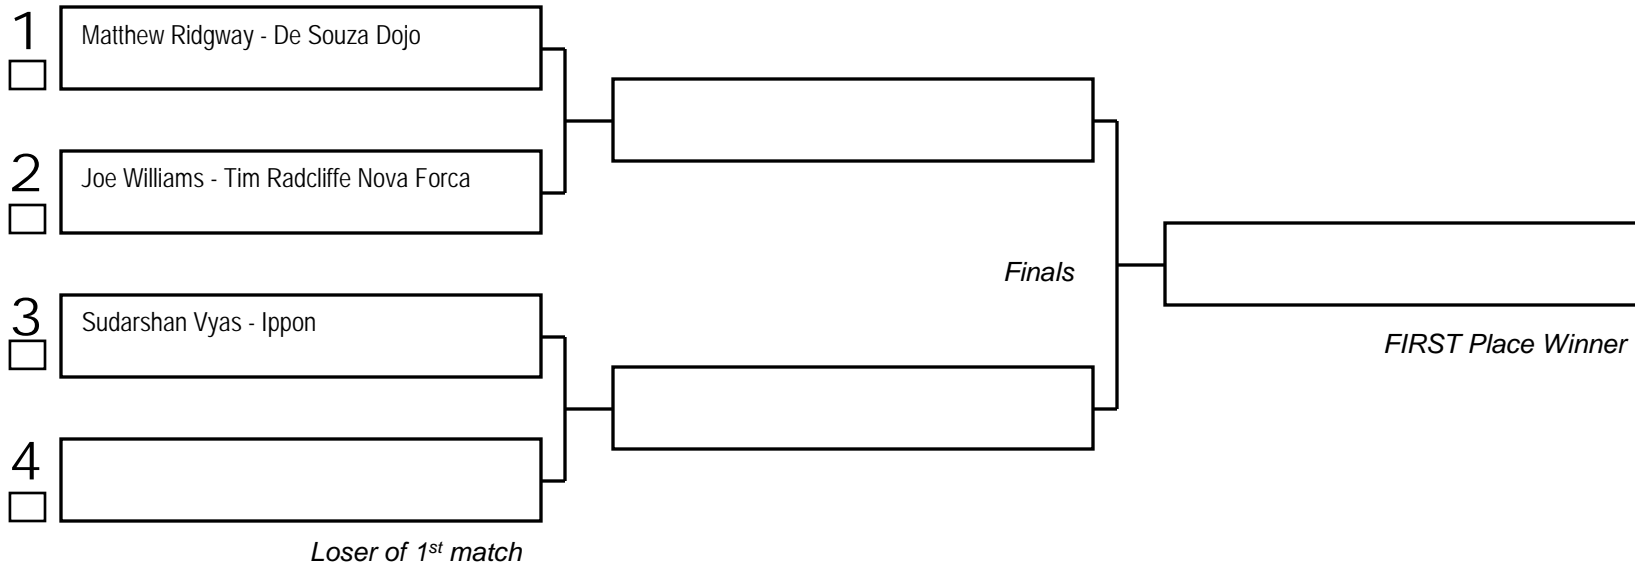 1
Matthew Ridgway - De Souza Dojo
2
Joe Williams - Tim Radcliffe Nova Forca
Finals
3
Sudarshan Vyas - Ippon
FIRST Place Winner
4
Loser of 1st match